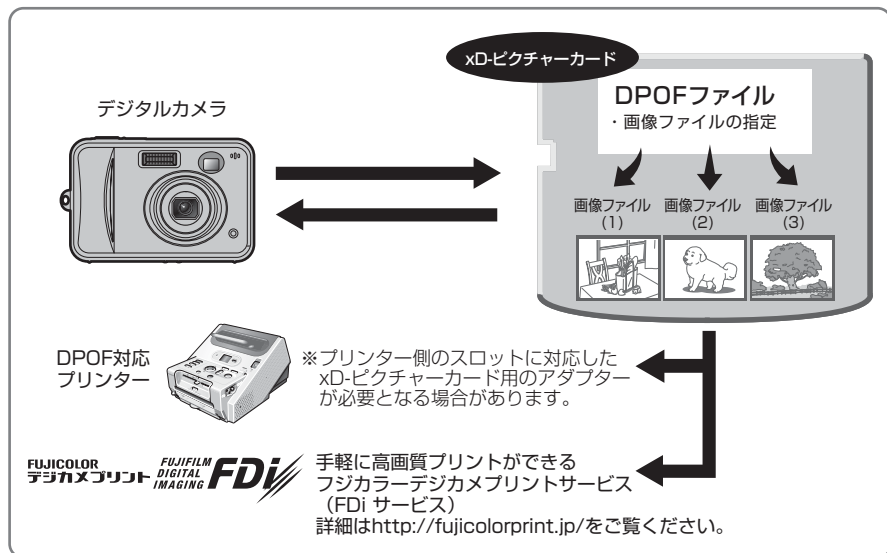 xD-ピクチャーカード
デジタルカメラ
DPOFファイル
・画像ファイルの指定
画像ファイル
(1)
画像ファイル
(2)
画像ファイル
(3)
DPOF対応
プリンター
※プリンター側のスロットに対応した
xD-ピクチャーカード用のアダプター
が必要となる場合があります。
FUJICOLOR
デジカメプリント
FUJIFILM
DIGITAL
IMAGING
FDi
手軽に高画質プリントができる
フジカラーデジカメプリントサービス
（FDi サービス）
詳細はhttp://fujicolorprint.jp/をご覧ください。